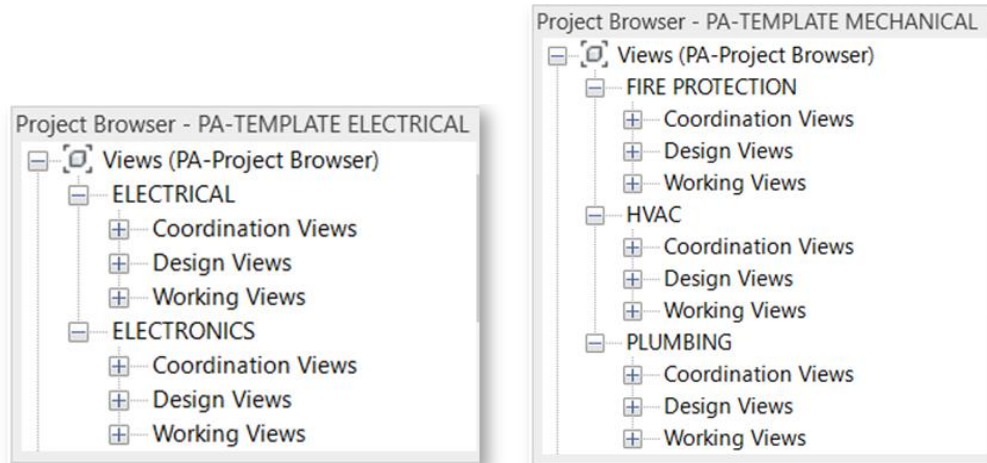 Project Browser - PA-TEMPLATE ELECTRICAL
Views (PA-Project Browser)
ELECTRICAL
Coordination Views
Design Views
Working Views
ELECTRONICS
Coordination Views
Design Views
Working Views
Project Browser - PA-TEMPLATE MECHANICAL
Views (PA-Project Browser)
FIRE PROTECTION
Coordination Views
Design Views
Working Views
HVAC
Coordination Views
Design Views
Working Views
PLUMBING
Coordination Views
Design Views
Working Views